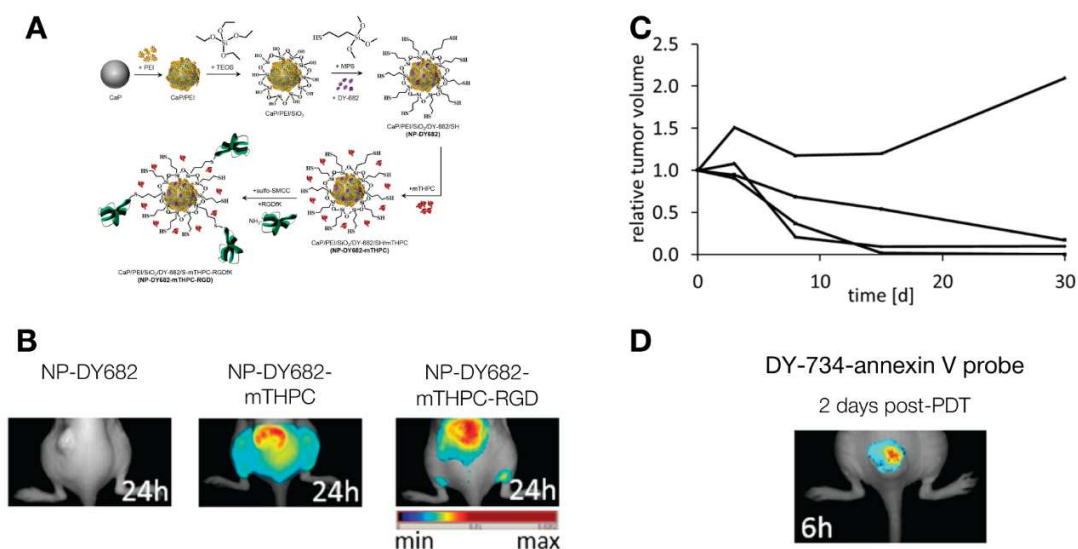 A
+ PEI
+ TEOS
+ MPS
+ DY-682
CaP
CaP/PEI
CaP/PEI/SiO₂
CaP/PEI/SiO₂/DY-682/SH
(NP-DY682)
+mTHPC
+sulfo-SMCC
+RGDfK
NH₂
CaP/PEI/SiO₂/DY-682/SH/mTHPC
(NP-DY682-mTHPC)
CaP/PEI/SiO₂/DY-682/S-mTHPC-RGDfK
(NP-DY682-mTHPC-RGD)
B
NP-DY682
NP-DY682-
mTHPC
NP-DY682-
mTHPC-RGD
24h
24h
24h
min max
C
relative tumor volume
2.5
2.0
1.5
1.0
0.5
0.0
0 10 20 30
time [d]
D
DY-734-annexin V probe
2 days post-PDT
6h